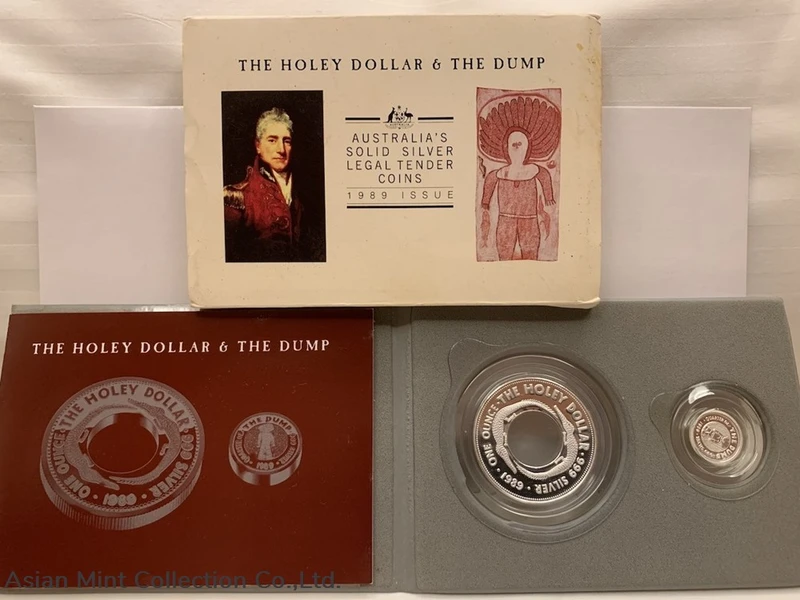 THE HOLEY DOLLAR & THE DUMP
AUSTRALIA'S
SOLID SILVER
LEGAL TENDER
COINS
1989 ISSUE
THE HOLEY DOLLAR & THE DUMP
THE HOLEY DOLLAR · 999 SILVER · 1989 · ONE OUNCE ·
THE DUMP
1989
THE HOLEY DOLLAR · 999 SILVER · 1989 · ONE OUNCE ·
THE DUMP
Asian Mint Collection Co.,Ltd.